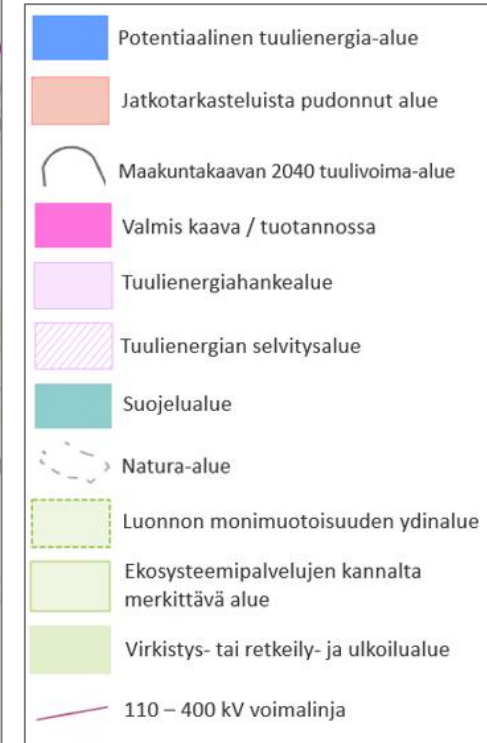 Potentiaalinen tuulienergia-alue
Jatkotarkasteluista pudonnut alue
Maakuntakaavan 2040 tuulivoima-alue
Valmis kaava / tuotannossa
Tuulienergiahankealue
Tuulienergian selvitysalue
Suojelualue
Natura-alue
Luonnon monimuotoisuuden ydinalue
Ekosysteemipalvelujen kannalta
merkittävä alue
Virkistys- tai retkeily- ja ulkoilualue
110 – 400 kV voimalinja